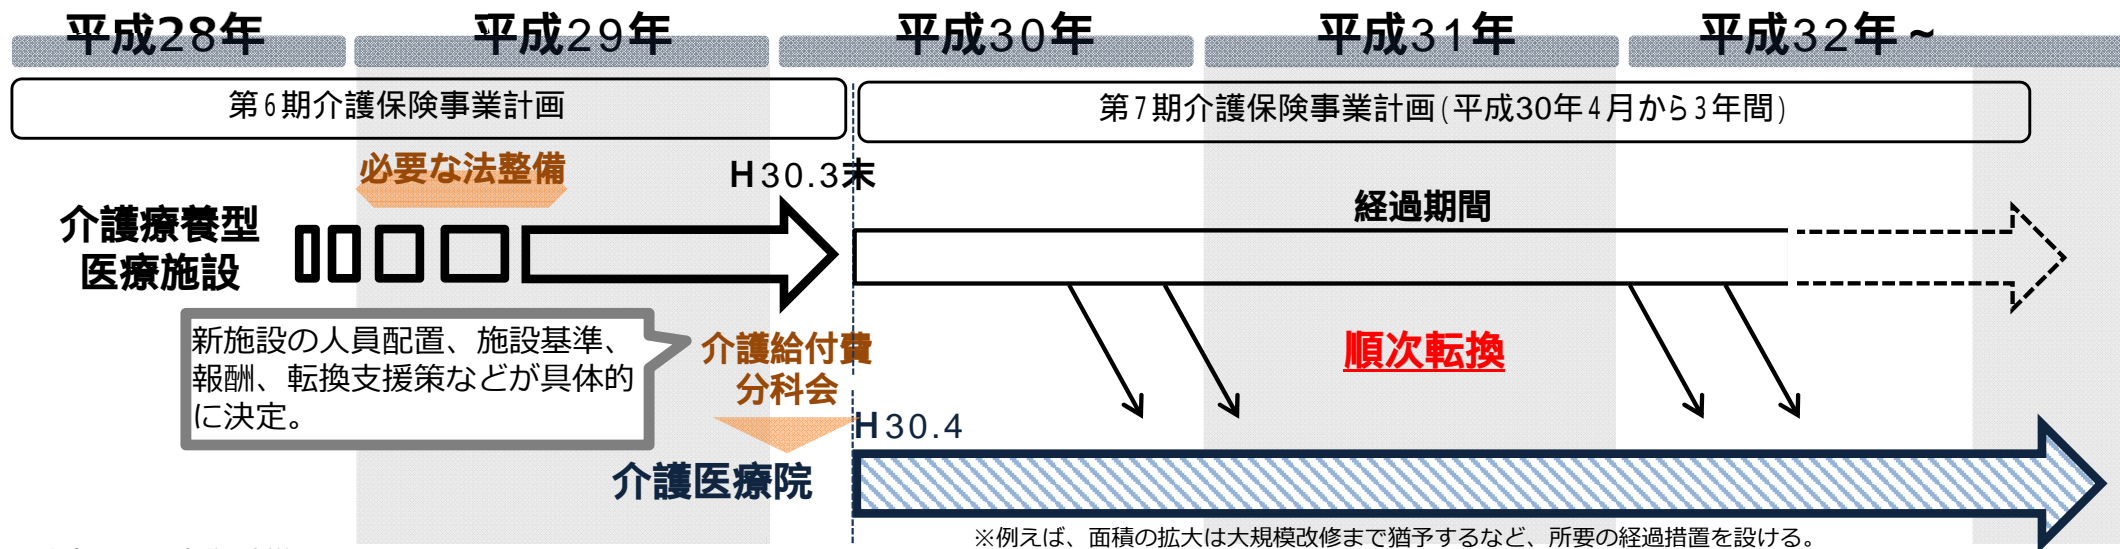 平成28年
平成29年
平成30年
平成31年
平成32年~
第6期介護保険事業計画
第7期介護保険事業計画(平成30年4月から3年間)
必要な法整備
H30.3末
経過期間
介護療養型
医療施設
新施設の人員配置、施設基準、
報酬、転換支援策などが具体的
に決定。
介護給付費
分科会
順次転換
H30.4
介護医療院
※例えば、面積の拡大は大規模改修まで猶予するなど、所要の経過措置を設ける。